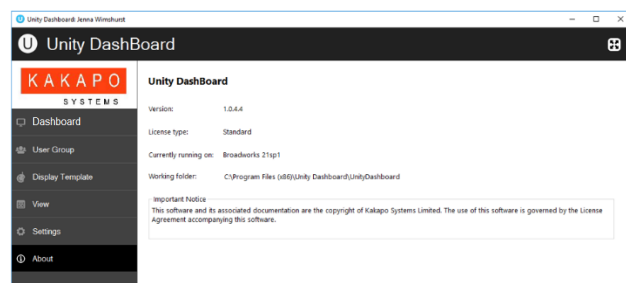 Unity Dashboard: Jenna Wimshurst
U Unity DashBoard
KAKAPO
SYSTEMS
Dashboard
User Group
Display Template
View
Settings
About
Unity DashBoard
Version: 1.0.4.4
License type: Standard
Currently running on: Broadworks 21sp1
Working folder: C:\Program Files (x86)\Unity Dashboard\UnityDashboard
Important Notice
This software and its associated documentation are the copyright of Kakapo Systems Limited. The use of this software is governed by the License
Agreement accompanying this software.